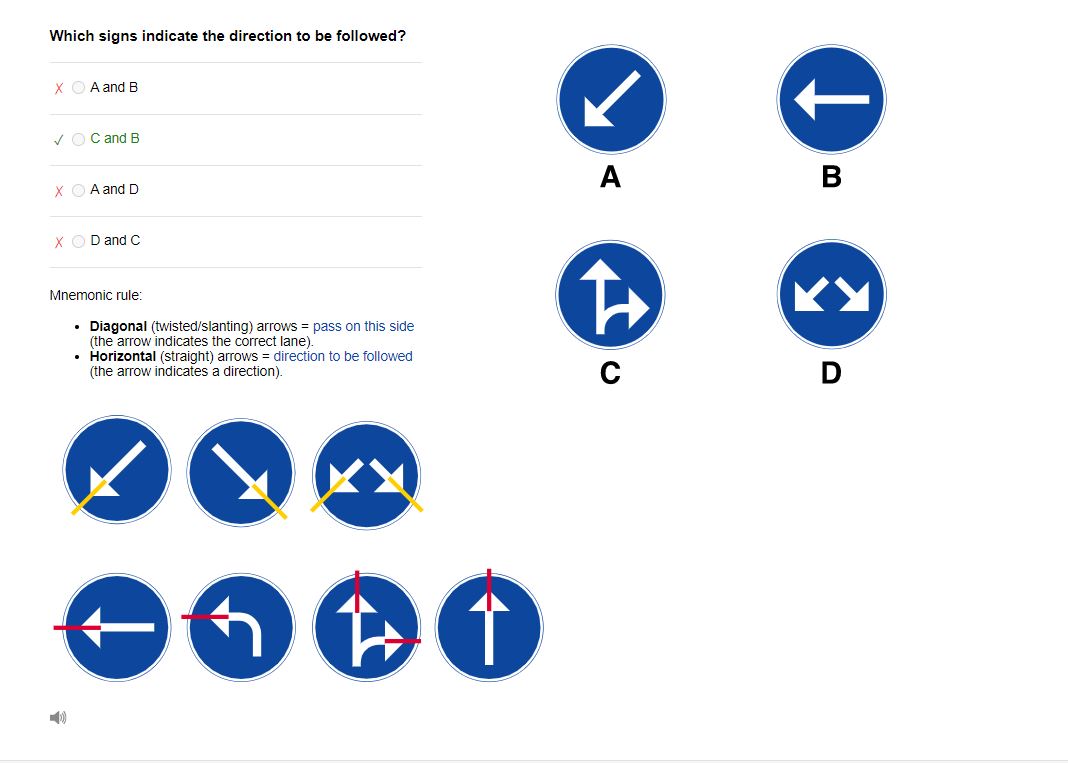 Which signs indicate the direction to be followed?
A and B
C and B
A and D
D and C
Mnemonic rule:
Diagonal (twisted/slanting) arrows = pass on this side
(the arrow indicates the correct lane).
Horizontal (straight) arrows = direction to be followed
(the arrow indicates a direction).
A
B
C
D